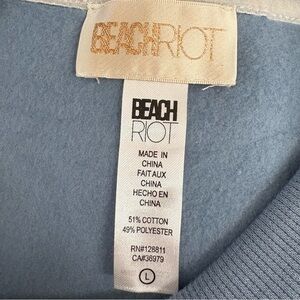 BEACHRIOT
BEACH
RIOT
MADE IN
CHINA
FAIT AUX
CHINA
HECHO EN
CHINA
51% COTTON
49% POLYESTER
RN#128811
CA#36979
L